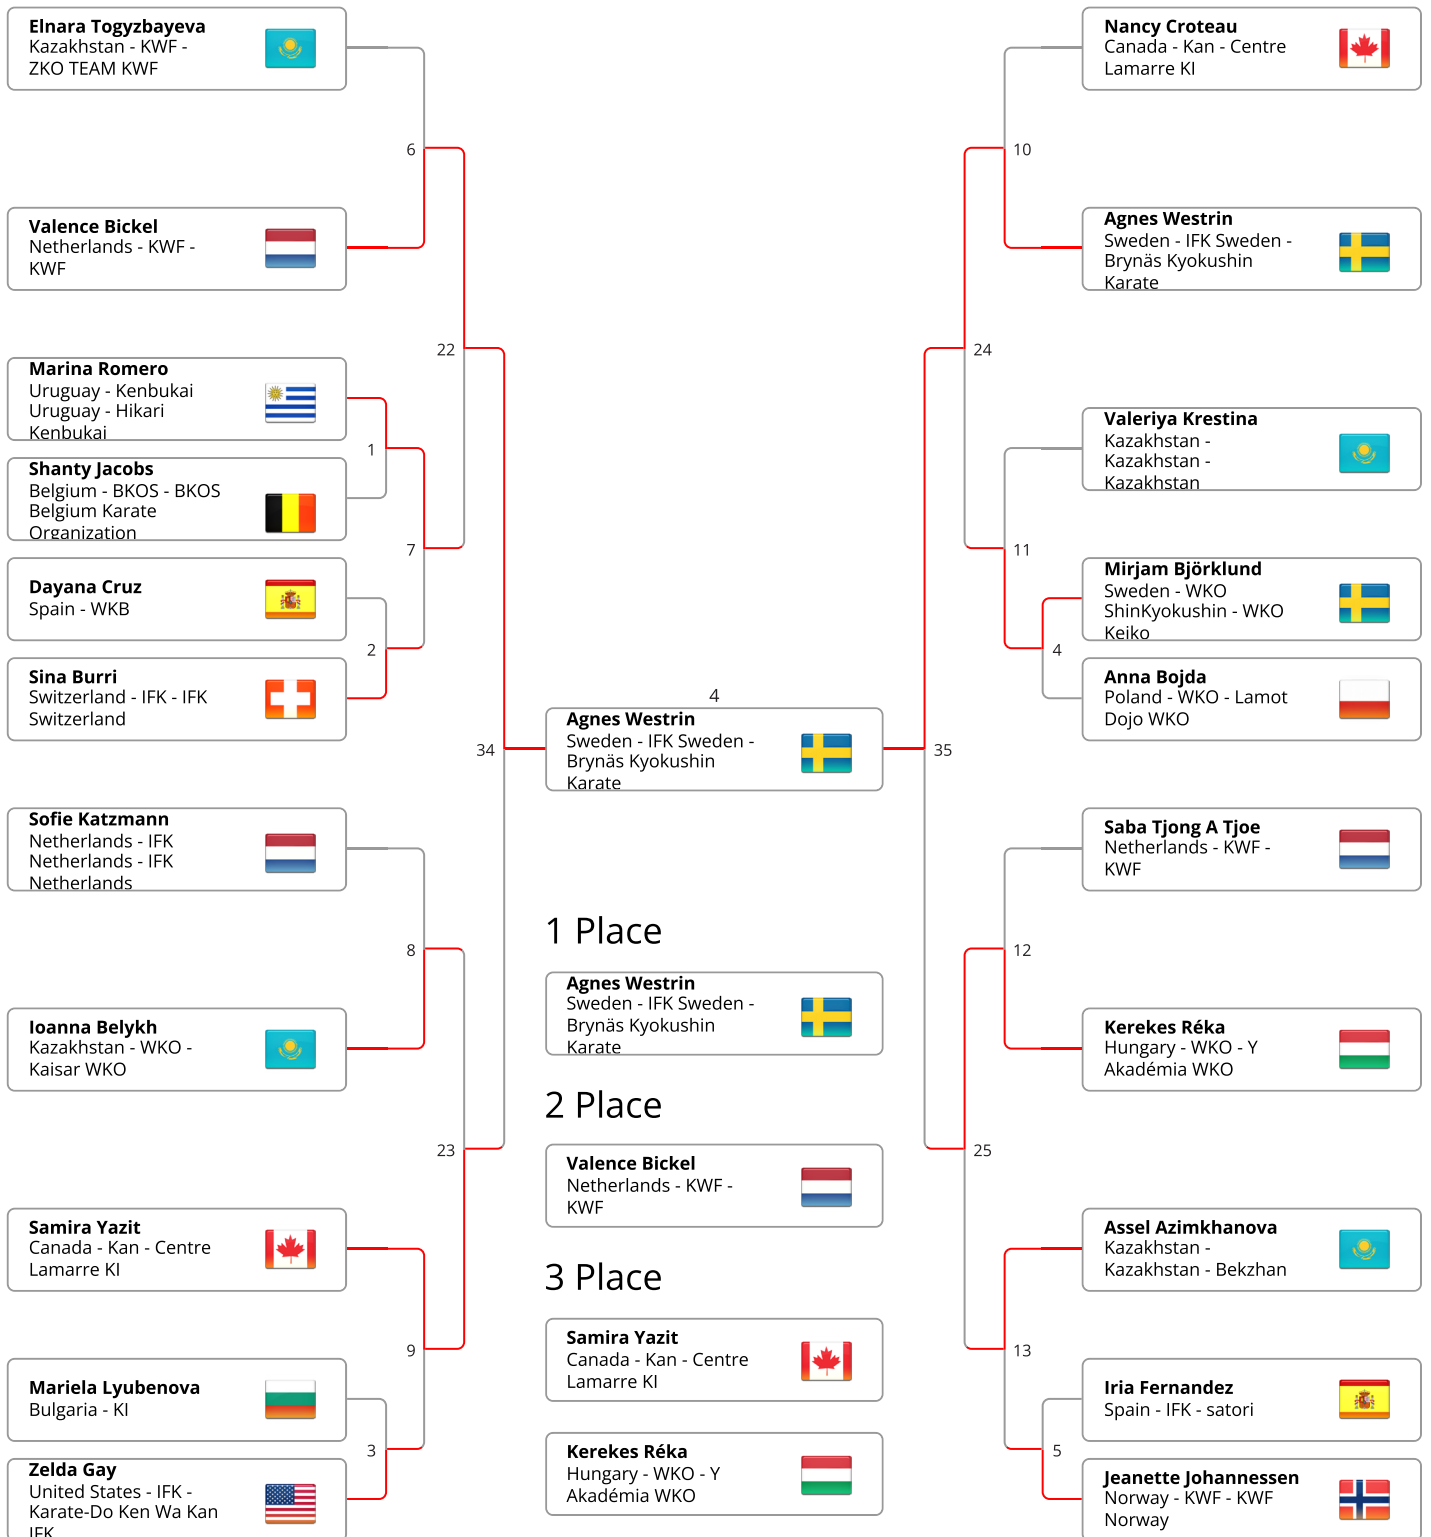 Elnara Togyzbayeva
Kazakhstan - KWF -
ZKO TEAM KWF
6
Valence Bickel
Netherlands - KWF -
KWF
22
Marina Romero
Uruguay - Kenbukai
Uruguay - Hikari
Kenbukai
1
Shanty Jacobs
Belgium - BKOS - BKOS
Belgium Karate
Organization
7
Dayana Cruz
Spain - WKB
2
Sina Burri
Switzerland - IFK - IFK
Switzerland
34
Sofie Katzmann
Netherlands - IFK
Netherlands - IFK
Netherlands
8
Ioanna Belykh
Kazakhstan - WKO -
Kaisar WKO
23
Samira Yazit
Canada - Kan - Centre
Lamarre KI
9
Mariela Lyubenova
Bulgaria - KI
3
Zelda Gay
United States - IFK -
Karate-Do Ken Wa Kan
IFK
4
Agnes Westrin
Sweden - IFK Sweden -
Brynäs Kyokushin
Karate
1 Place
Agnes Westrin
Sweden - IFK Sweden -
Brynäs Kyokushin
Karate
2 Place
Valence Bickel
Netherlands - KWF -
KWF
3 Place
Samira Yazit
Canada - Kan - Centre
Lamarre KI
Kerekes Réka
Hungary - WKO - Y
Akadémia WKO
Nancy Croteau
Canada - Kan - Centre
Lamarre KI
10
Agnes Westrin
Sweden - IFK Sweden -
Brynäs Kyokushin
Karate
24
Valeriya Krestina
Kazakhstan -
Kazakhstan -
Kazakhstan
11
Mirjam Björklund
Sweden - WKO
ShinKyokushin - WKO
Keiko
4
Anna Bojda
Poland - WKO - Lamot
Dojo WKO
35
Saba Tjong A Tjoe
Netherlands - KWF -
KWF
12
Kerekes Réka
Hungary - WKO - Y
Akadémia WKO
25
Assel Azimkhanova
Kazakhstan -
Kazakhstan - Bekzhan
13
Iria Fernandez
Spain - IFK - satori
5
Jeanette Johannessen
Norway - KWF - KWF
Norway